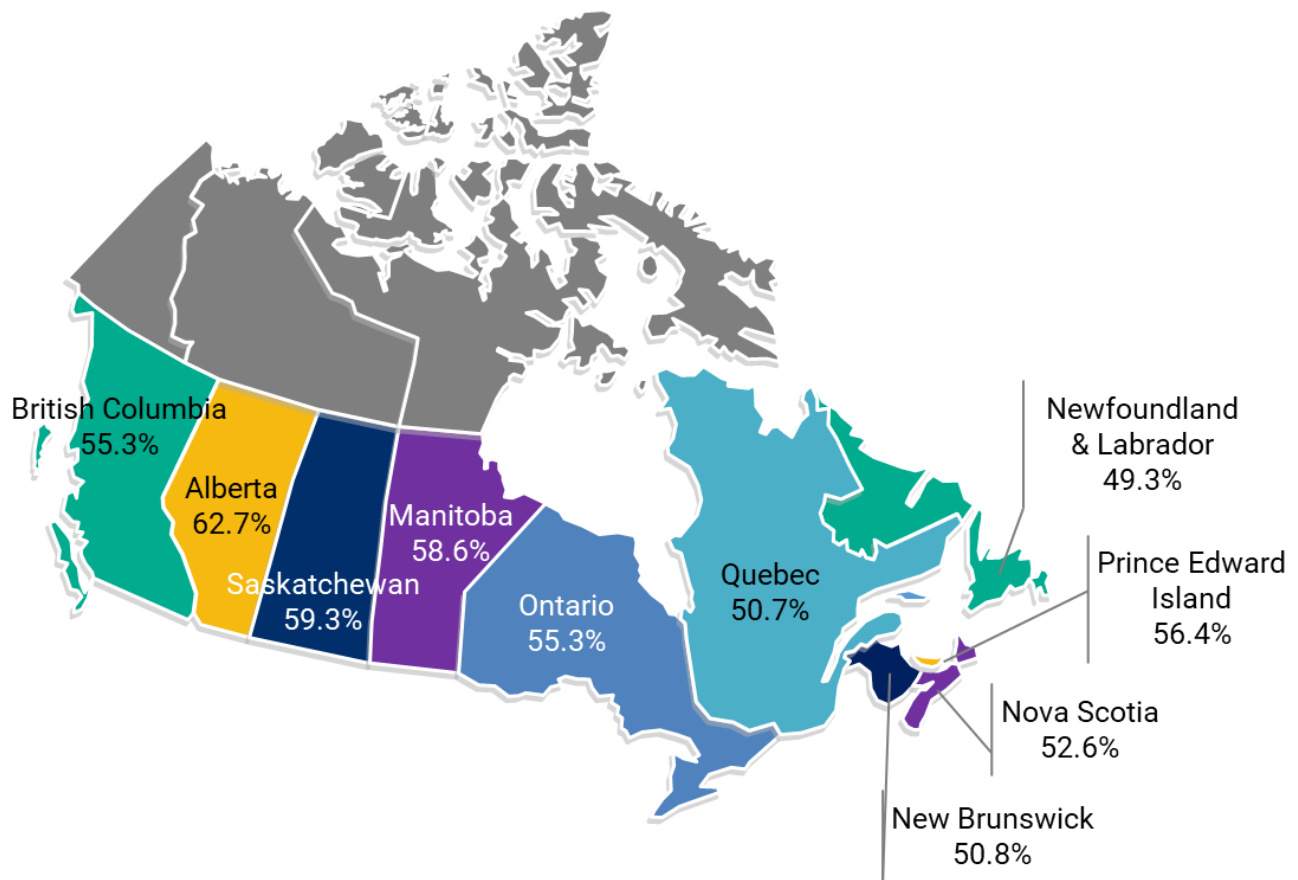 British Columbia
55.3%
Alberta
62.7%
Saskatchewan
59.3%
Manitoba
58.6%
Ontario
55.3%
Quebec
50.7%
Newfoundland
& Labrador
49.3%
Prince Edward
Island
56.4%
Nova Scotia
52.6%
New Brunswick
50.8%